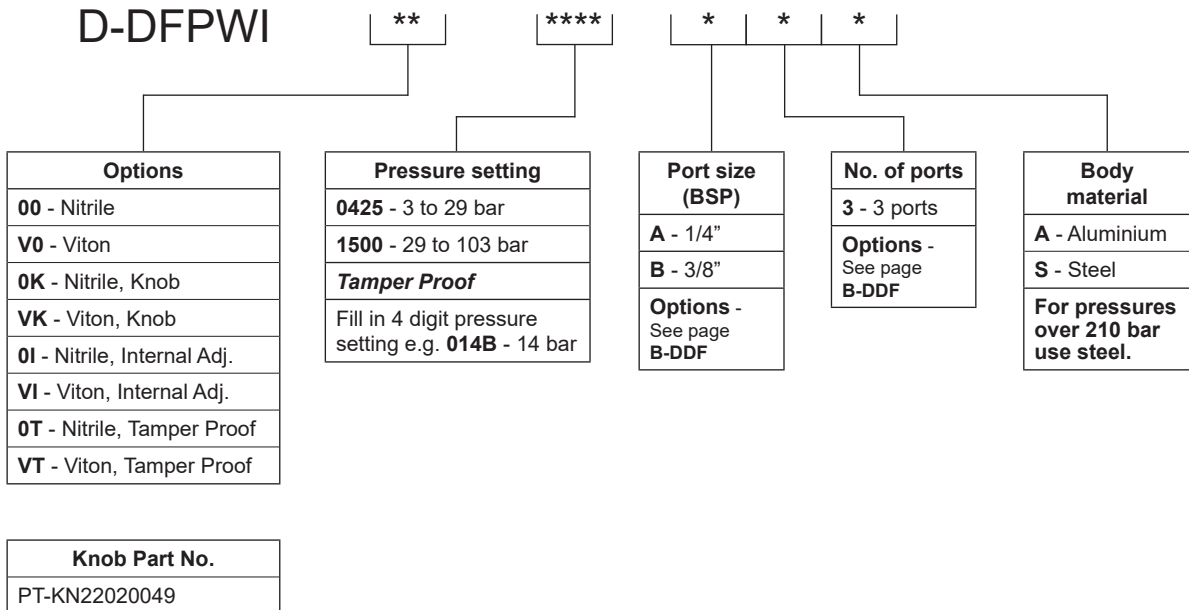 D-DFPWI ** **** * * *
Options
00 - Nitrile
V0 - Viton
0K - Nitrile, Knob
VK - Viton, Knob
0I - Nitrile, Internal Adj.
VI - Viton, Internal Adj.
0T - Nitrile, Tamper Proof
VT - Viton, Tamper Proof
Pressure setting
0425 - 3 to 29 bar
1500 - 29 to 103 bar
Tamper Proof
Fill in 4 digit pressure
setting e.g. 014B - 14 bar
Port size
(BSP)
A - 1/4”
B - 3/8”
Options -
See page
B-DDF
No. of ports
3 - 3 ports
Options -
See page
B-DDF
Body
material
A - Aluminium
S - Steel
For pressures
over 210 bar
use steel.
Knob Part No.
PT-KN22020049